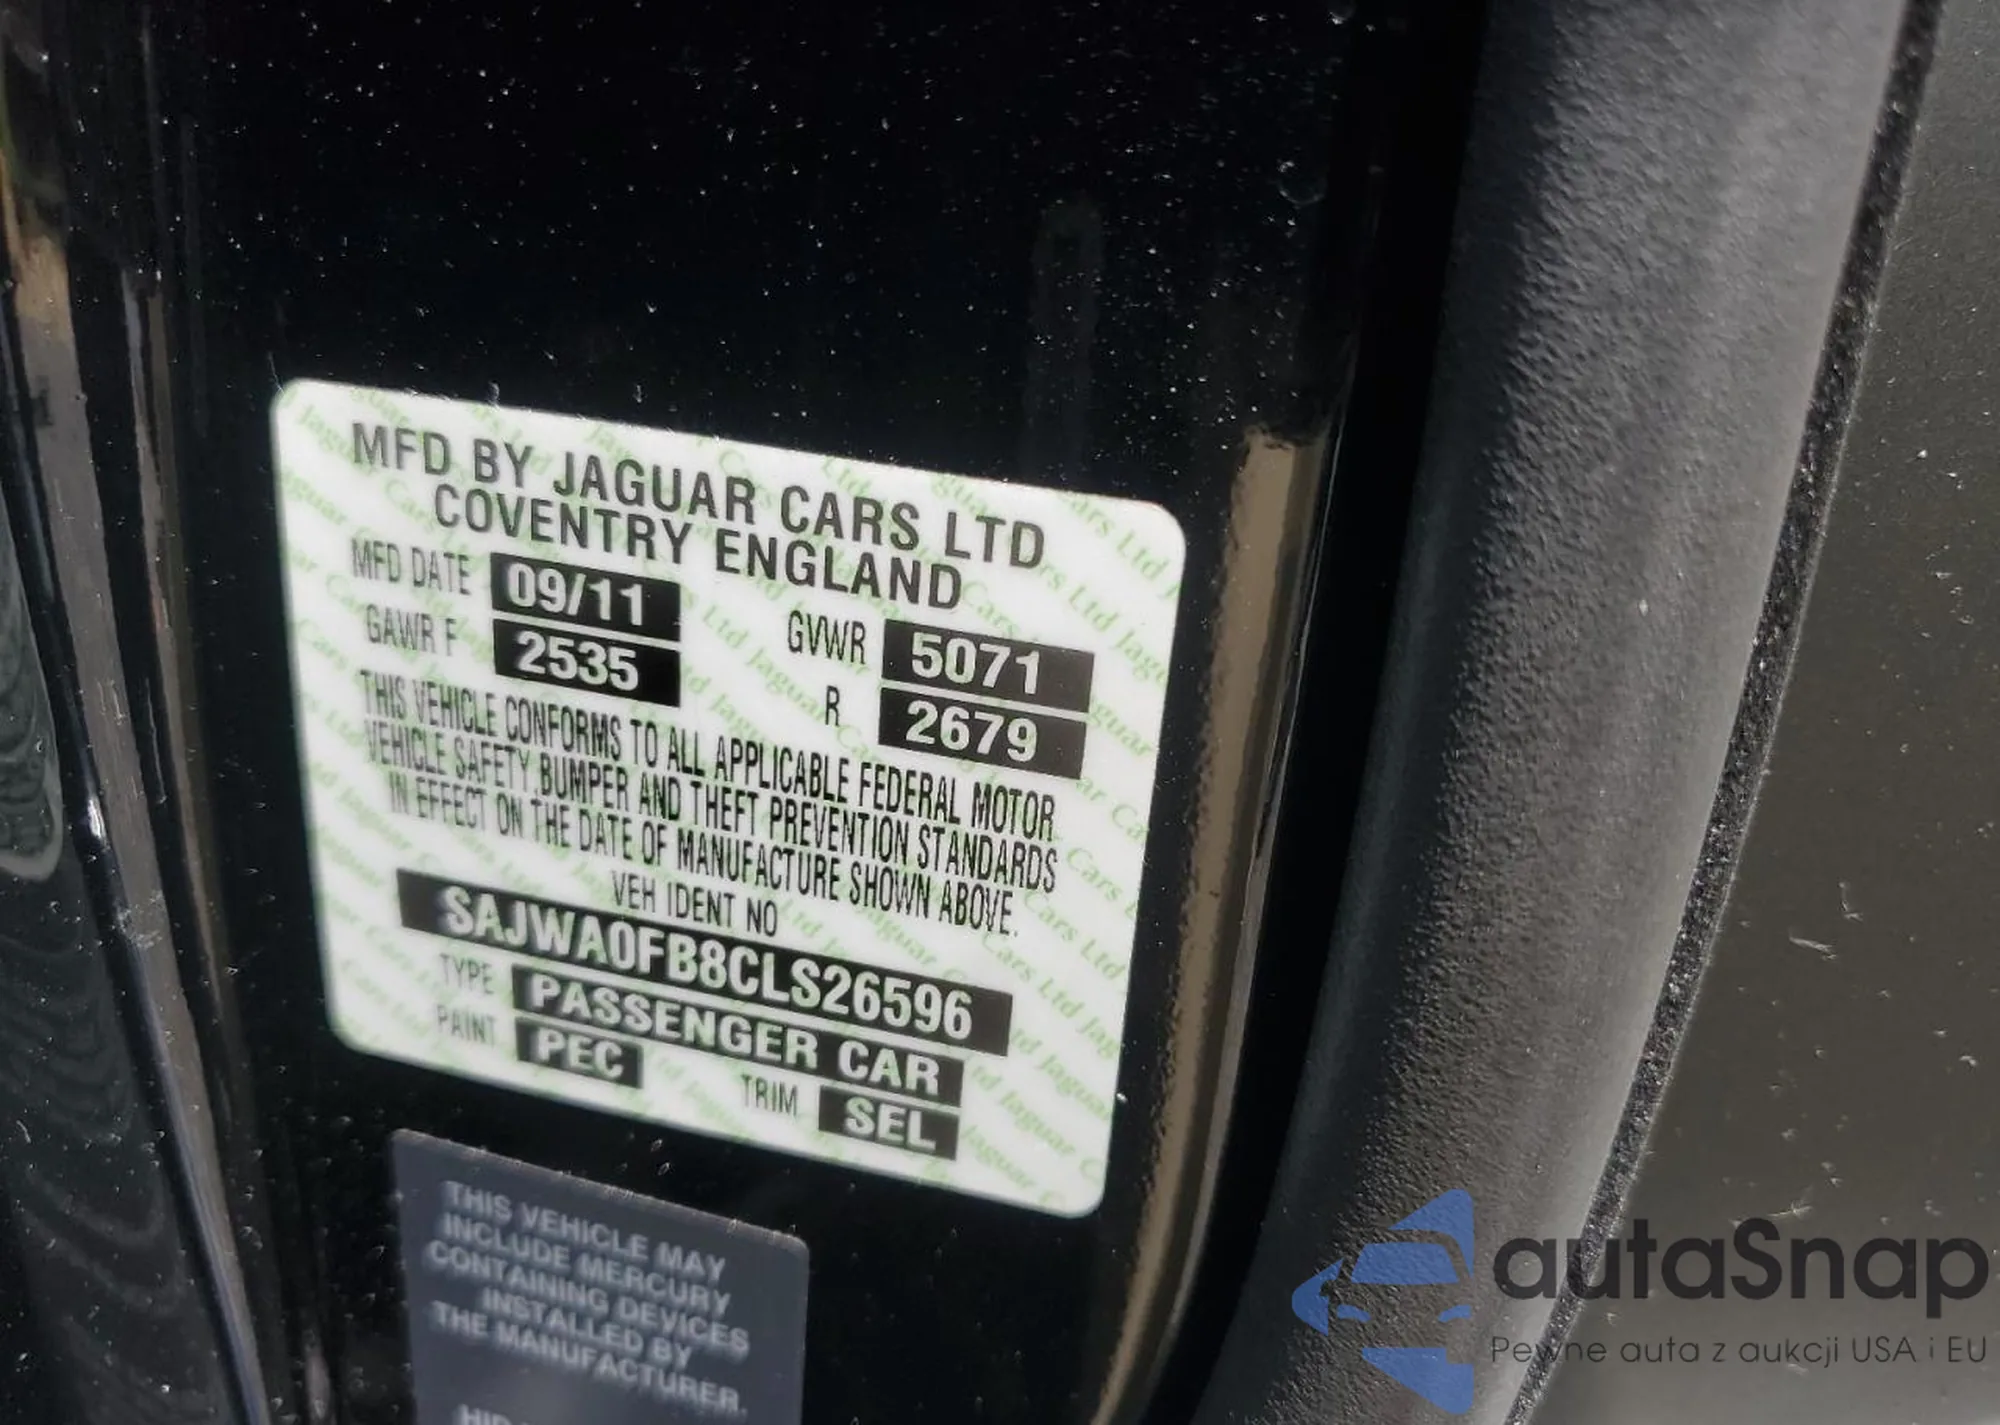 MFD BY JAGUAR CARS LTD
COVENTRY ENGLAND
MFD DATE 09/11 GVWR 5071
GAWR F 2535 R 2679
THIS VEHICLE CONFORMS TO ALL APPLICABLE FEDERAL MOTOR
VEHICLE SAFETY, BUMPER AND THEFT PREVENTION STANDARDS
IN EFFECT ON THE DATE OF MANUFACTURE SHOWN ABOVE.
VEH IDENT NO
SAJWA0FB8CLS26596
TYPE PASSENGER CAR
PAINT PEC TRIM SEL
THIS VEHICLE MAY
INCLUDE MERCURY
CONTAINING DEVICES
INSTALLED BY
THE MANUFACTURER.
autaSnap
Pewne auta z aukcji USA i EU